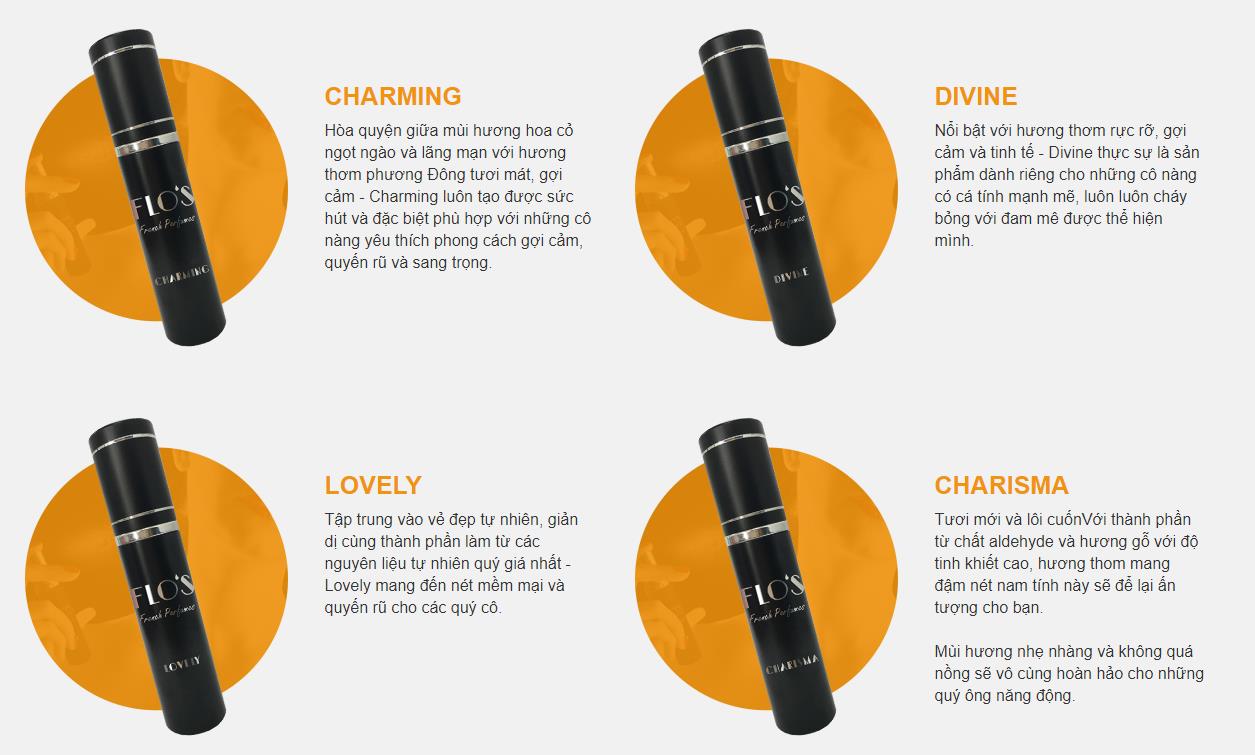 CHARMING
Hòa quyện giữa mùi hương hoa cỏ
ngọt ngào và lãng mạn với hương
thơm phương Đông tươi mát, gợi
cảm - Charming luôn tạo được sức
hút và đặc biệt phù hợp với những cô
nàng yêu thích phong cách gợi cảm,
quyến rũ và sang trọng.
FLO'S
French Perfumes
CHARMING
DIVINE
Nổi bật với hương thơm rực rỡ, gợi
cảm và tinh tế - Divine thực sự là sản
phẩm dành riêng cho những cô nàng
có cá tính mạnh mẽ, luôn luôn cháy
bỏng với đam mê được thể hiện
mình.
FLO'S
French Perfumes
DIVINE
LOVELY
Tập trung vào vẻ đẹp tự nhiên, giản
dị cùng thành phần làm từ các
nguyên liệu tự nhiên quý giá nhất -
Lovely mang đến nét mềm mại và
quyến rũ cho các quý cô.
FLO'S
French Perfumes
LOVELY
CHARISMA
Tươi mới và lôi cuốnVới thành phần
từ chất aldehyde và hương gỗ với độ
tinh khiết cao, hương thom mang
đậm nét nam tính này sẽ để lại ấn
tượng cho bạn.
Mùi hương nhẹ nhàng và không quá
nồng sẽ vô cùng hoàn hảo cho những
quý ông năng động.
FLO'S
French Perfumes
CHARISMA